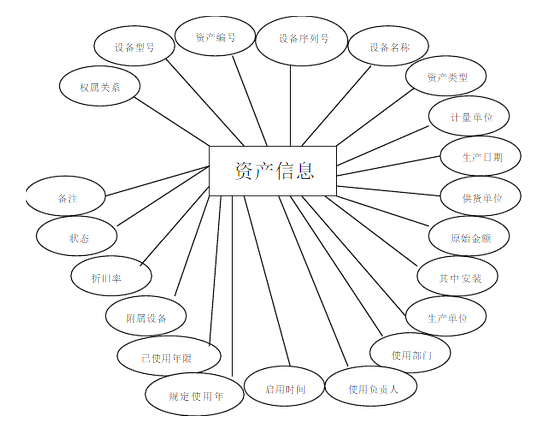 资产编号
设备序列号
设备型号
设备名称
资产类型
权属关系
计量单位
生产日期
资产信息
备注
供货单位
状态
原始金额
折旧率
其中安装
附属设备
生产单位
已使用年限
使用部门
规定使用年
启用时间
使用负责人